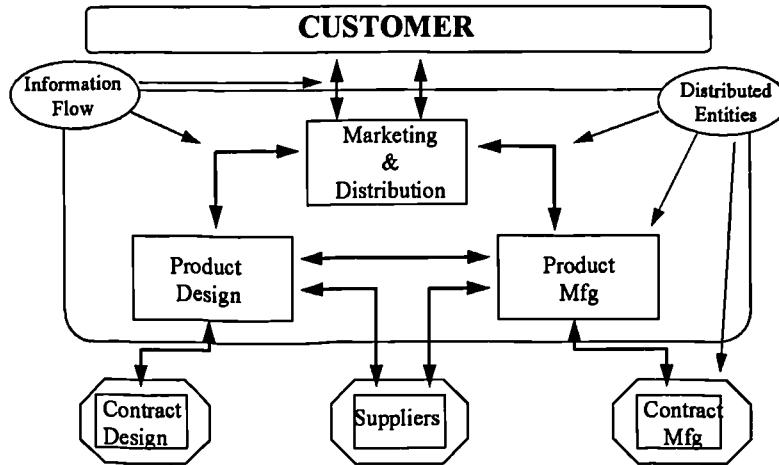 CUSTOMER
Information
Flow
Distributed
Entities
Marketing
&
Distribution
Product
Design
Product
Mfg
Contract
Design
Suppliers
Contract
Mfg